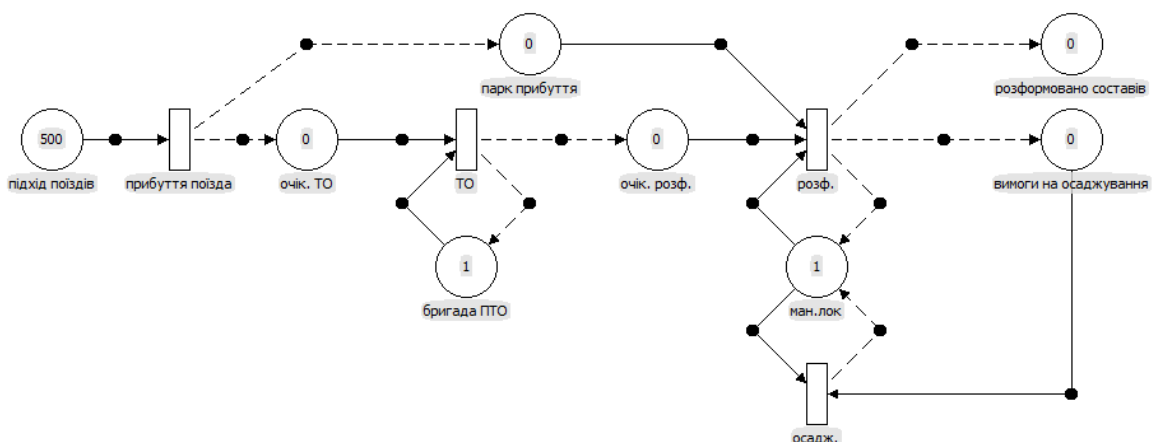 0
0
парк прибуття
розформовано составів
500
0
0
0
підхід поїздів
прибуття поїзда
очік. ТО
ТО
очік. розф.
розф.
вимоги на осаджування
1
1
бригада ПТО
ман.лок
осадж.